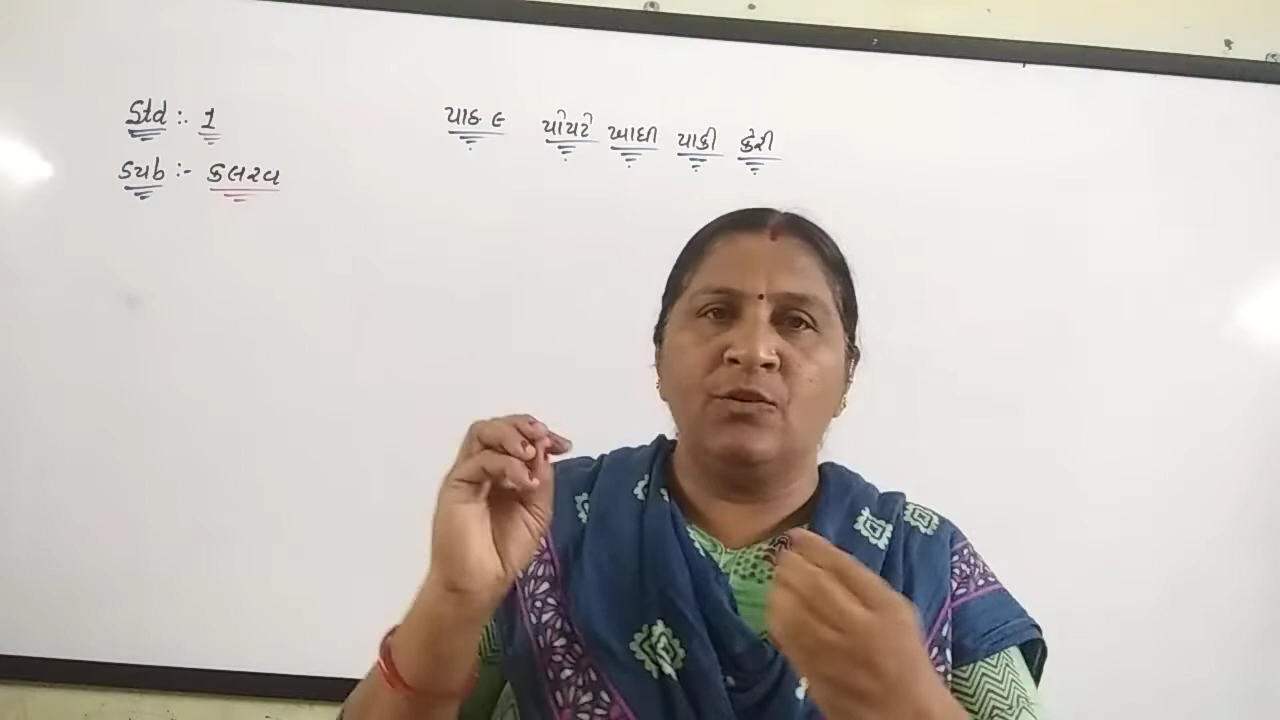 Std :- 1
Sub :- કલરવ
પાઠ ૯ પોપટે ખાધી પાકી કેરી